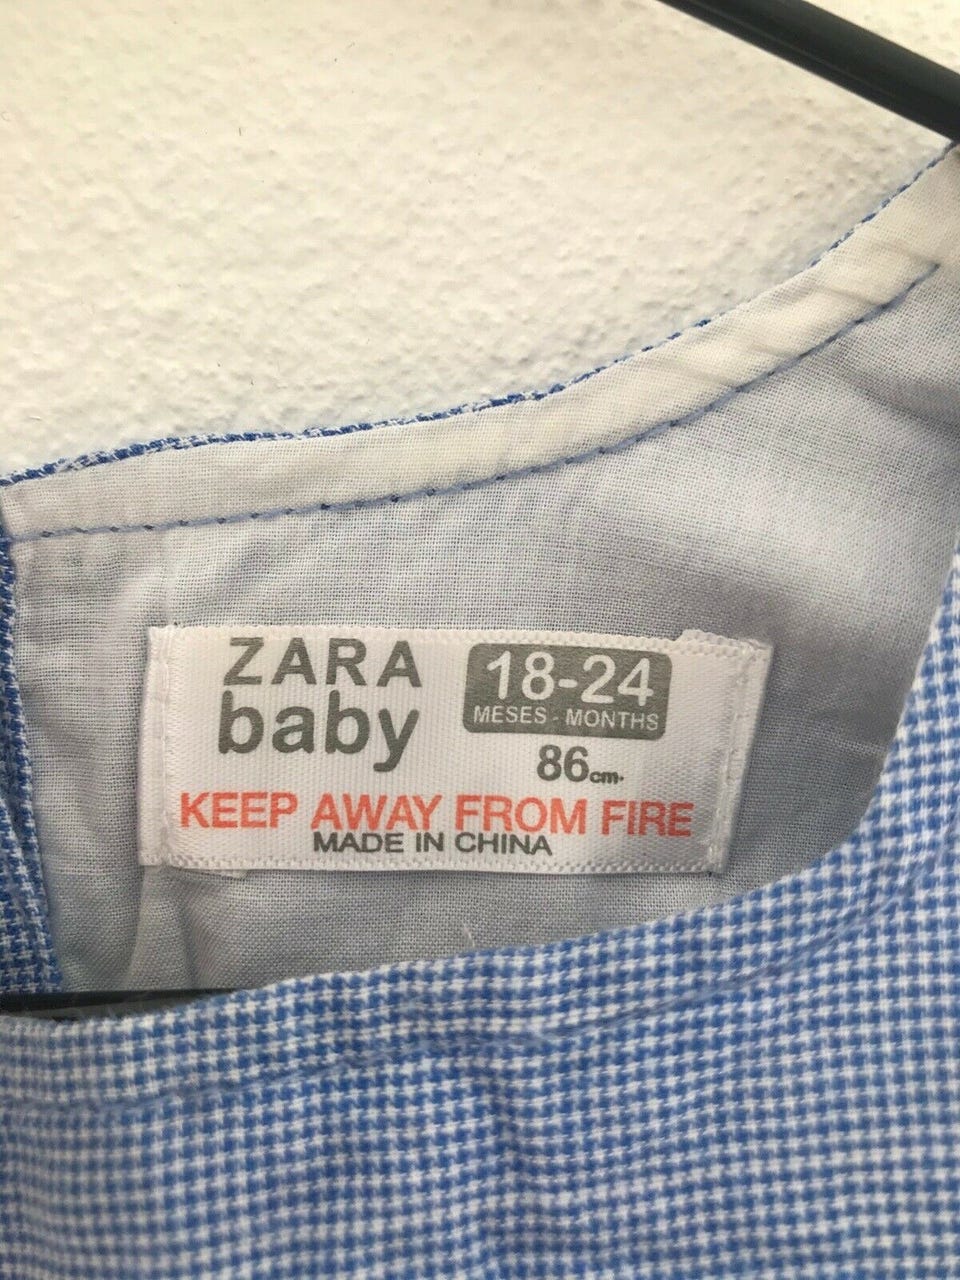 ZARA
baby
18-24
MESES - MONTHS
86cm.
KEEP AWAY FROM FIRE
MADE IN CHINA